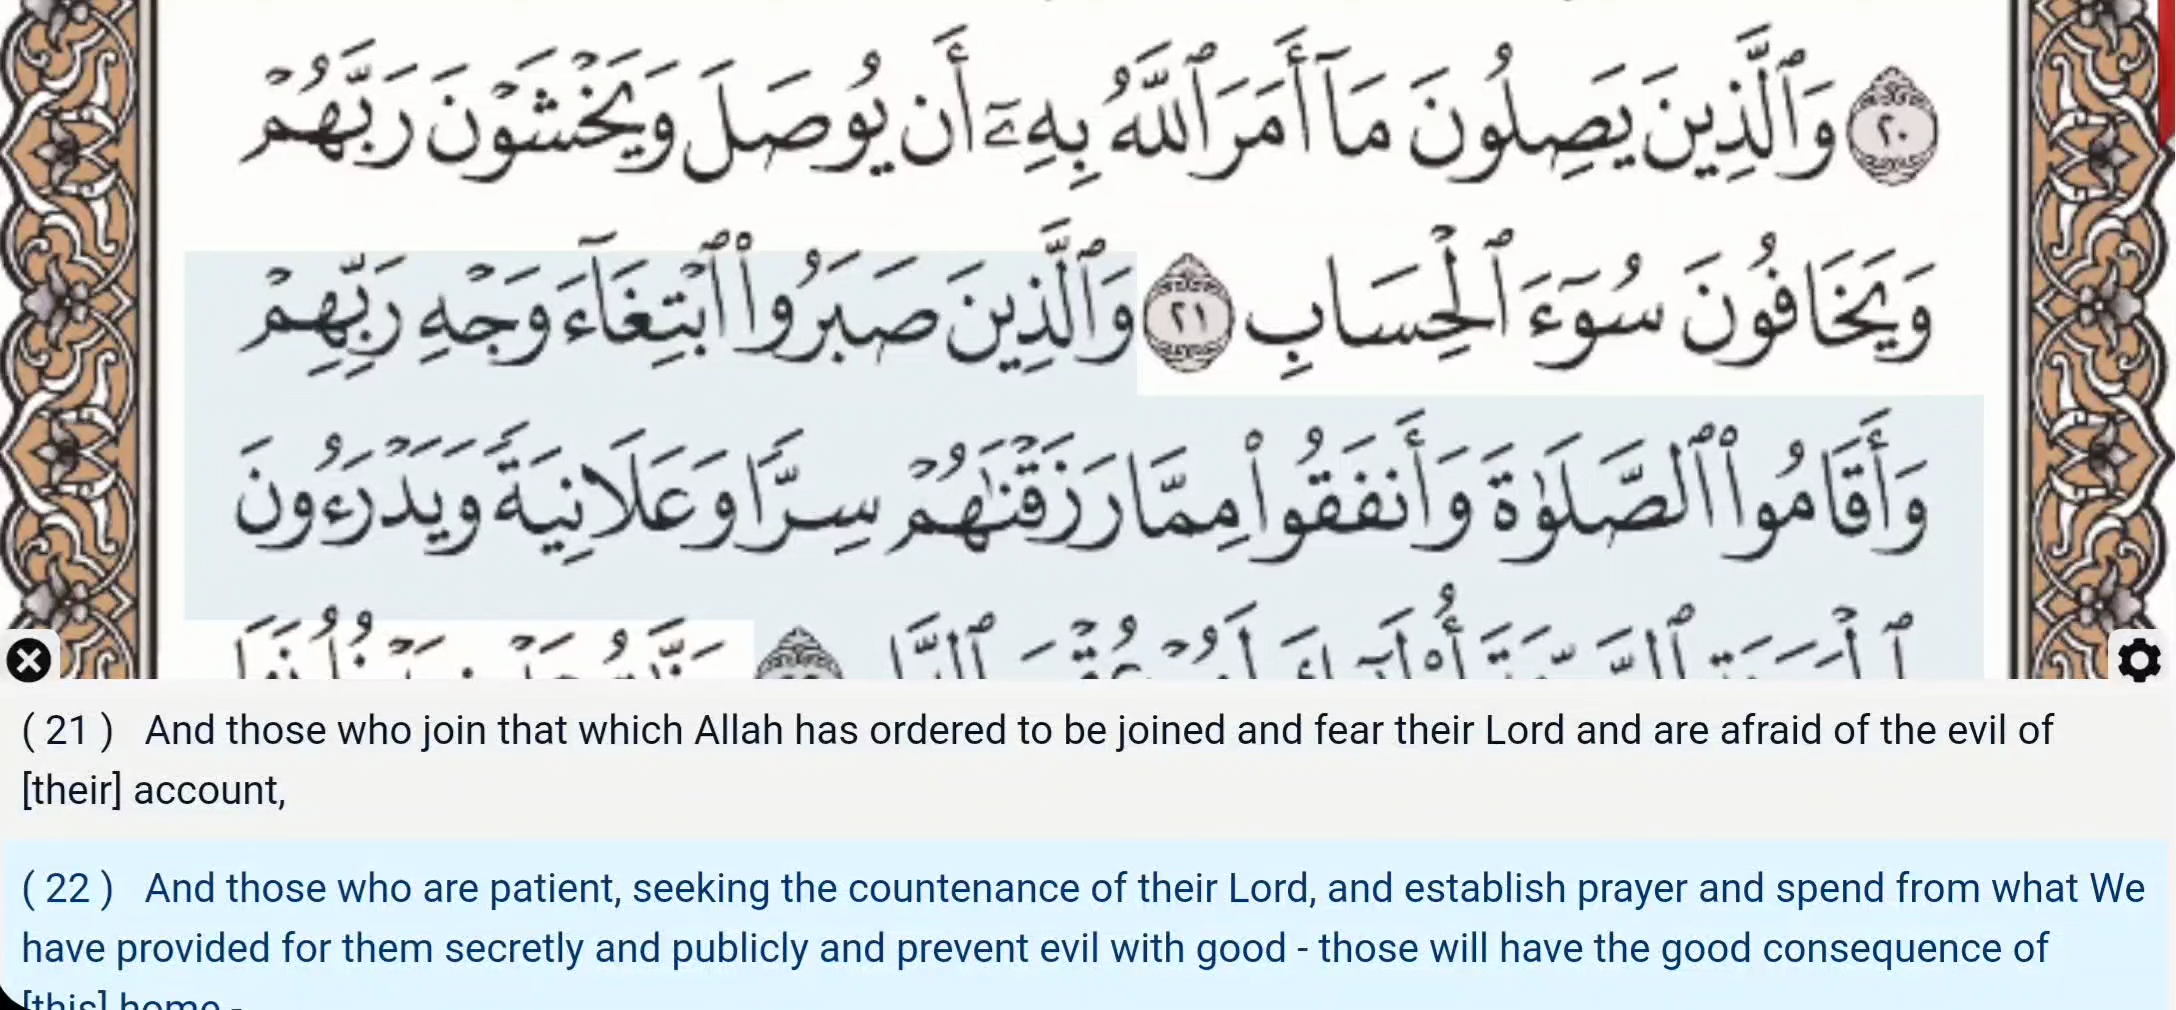 ٢٠ وَٱلَّذِينَ يَصِلُونَ مَآ أَمَرَ ٱللَّهُ بِهِۦٓ أَن يُوصَلَ وَيَخْشَوْنَ رَبَّهُمْ
وَيَخَافُونَ سُوٓءَ ٱلْحِسَابِ ٢١ وَٱلَّذِينَ صَبَرُوا۟ ٱبْتِغَآءَ وَجْهِ رَبِّهِمْ
وَأَقَامُوا۟ ٱلصَّلَوٰةَ وَأَنفَقُوا۟ مِمَّا رَزَقْنَٰهُمْ سِرًّا وَعَلَانِيَةً وَيَدْرَءُونَ
( 21 ) And those who join that which Allah has ordered to be joined and fear their Lord and are afraid of the evil of
[their] account,
( 22 ) And those who are patient, seeking the countenance of their Lord, and establish prayer and spend from what We
have provided for them secretly and publicly and prevent evil with good - those will have the good consequence of
[this] home -